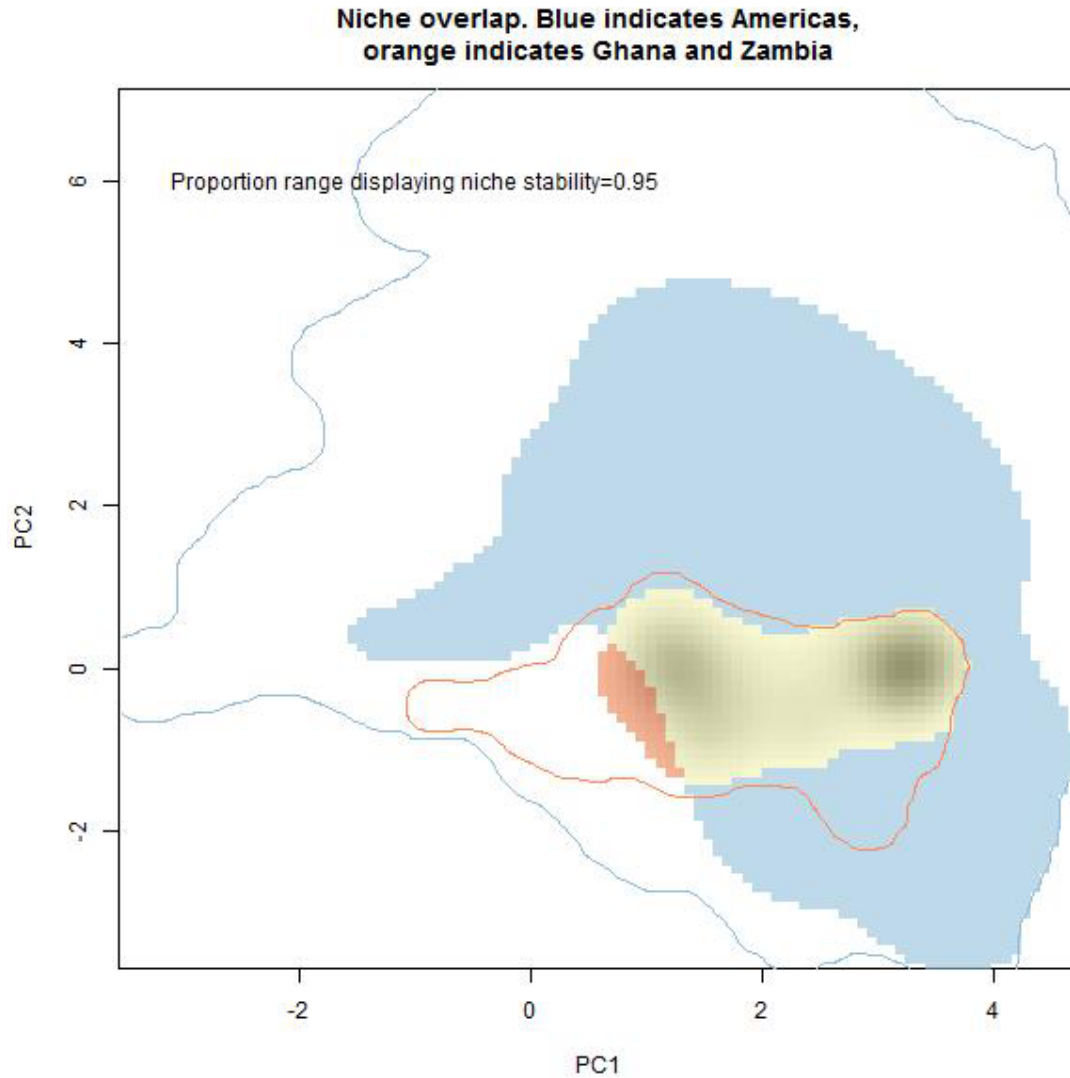 Niche overlap. Blue indicates Americas,
orange indicates Ghana and Zambia
Proportion range displaying niche stability=0.95
6
4
2
0
-2
PC2
-2
0
2
4
PC1